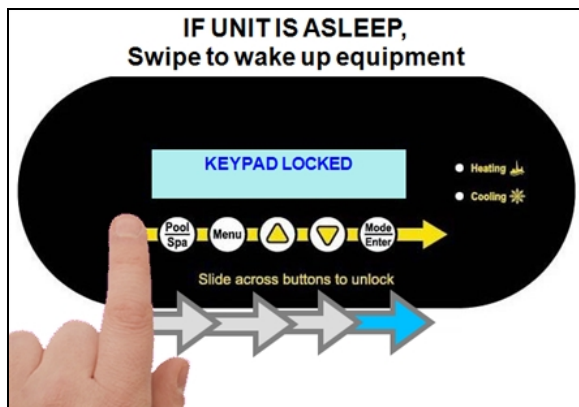 IF UNIT IS ASLEEP,
Swipe to wake up equipment
KEYPAD LOCKED
Heating
Cooling
Pool
Spa
Menu
Mode
Enter
Slide across buttons to unlock